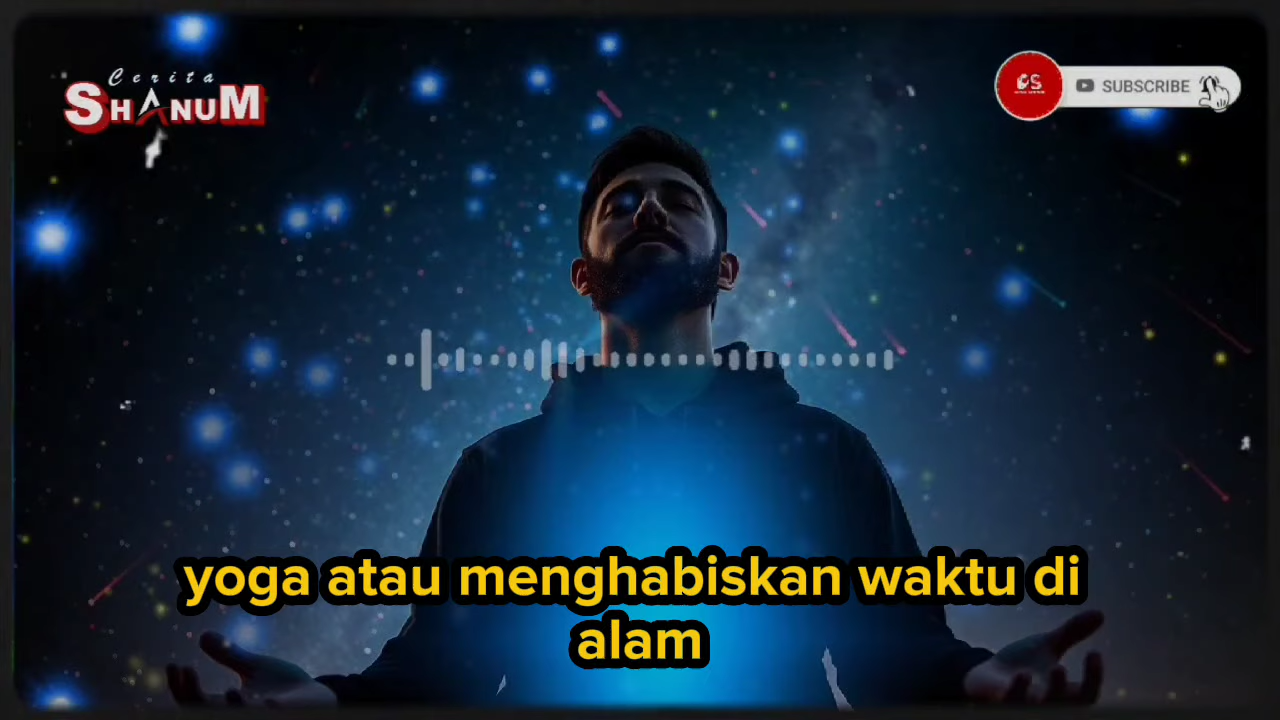 Cerita
SHANUM
SUBSCRIBE
yoga atau menghabiskan waktu di
alam